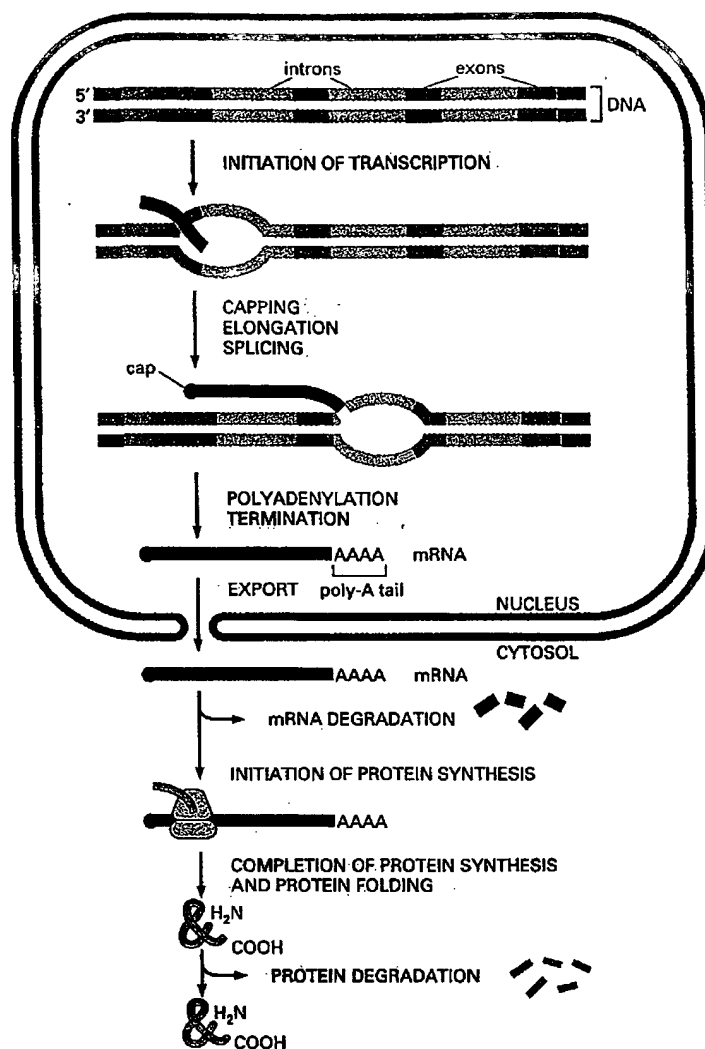 introns exons
5′
3′
DNA
INITIATION OF TRANSCRIPTION
CAPPING
ELONGATION
SPLICING
cap
POLYADENYLATION
TERMINATION
AAAA mRNA
EXPORT poly-A tail
NUCLEUS
CYTOSOL
AAAA mRNA
mRNA DEGRADATION
INITIATION OF PROTEIN SYNTHESIS
AAAA
COMPLETION OF PROTEIN SYNTHESIS
AND PROTEIN FOLDING
H₂N
COOH
PROTEIN DEGRADATION
H₂N
COOH